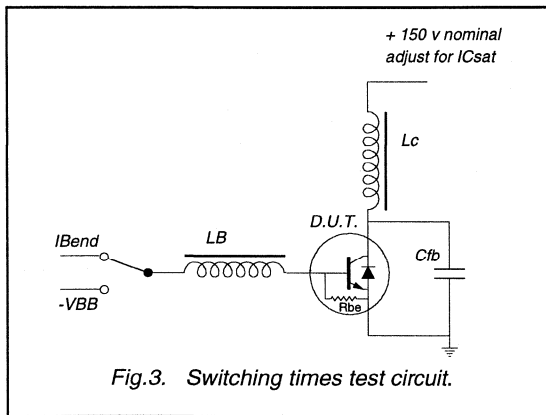 + 150 v nominal
adjust for ICsat
Lc
D.U.T.
LB
IBend
Cfb
-VBB
Rbe
Fig.3. Switching times test circuit.